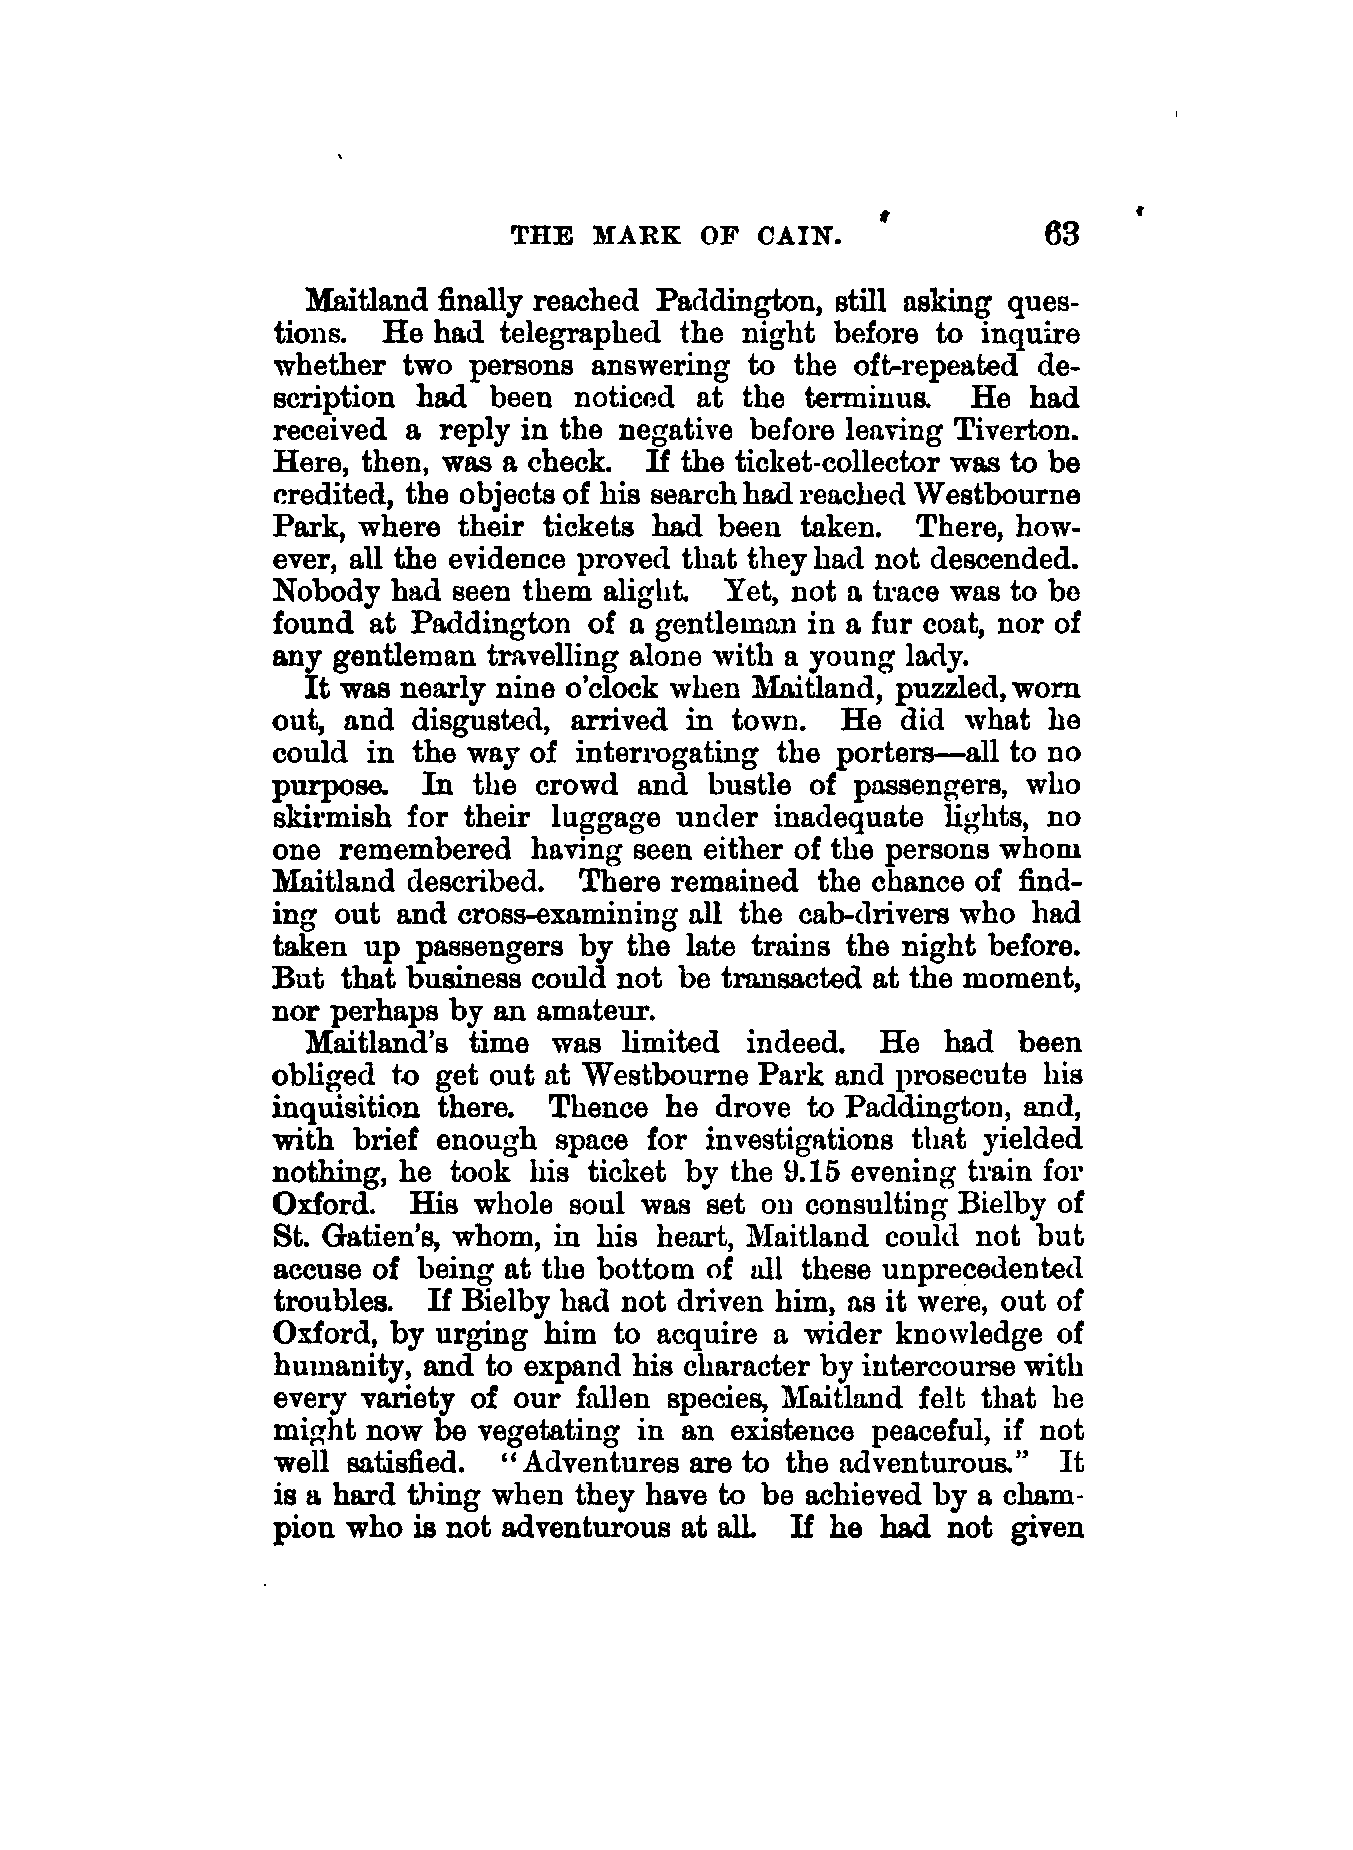 THE MARK OF CAIN. 63
Maitland finally reached Paddington, still asking ques-
tions. He had telegraphed the night before to inquire
whether two persons answering to the oft-repeated de-
scription had been noticed at the terminus. He had
received a reply in the negative before leaving Tiverton.
Here, then, was a check. If the ticket-collector was to be
credited, the objects of his search had reached Westbourne
Park, where their tickets had been taken. There, how-
ever, all the evidence proved that they had not descended.
Nobody had seen them alight. Yet, not a trace was to be
found at Paddington of a gentleman in a fur coat, nor of
any gentleman travelling alone with a young lady.
It was nearly nine o'clock when Maitland, puzzled, worn
out, and disgusted, arrived in town. He did what he
could in the way of interrogating the porters—all to no
purpose. In the crowd and bustle of passengers, who
skirmish for their luggage under inadequate lights, no
one remembered having seen either of the persons whom
Maitland described. There remained the chance of find-
ing out and cross-examining all the cab-drivers who had
taken up passengers by the late trains the night before.
But that business could not be transacted at the moment,
nor perhaps by an amateur.
Maitland's time was limited indeed. He had been
obliged to get out at Westbourne Park and prosecute his
inquisition there. Thence he drove to Paddington, and,
with brief enough space for investigations that yielded
nothing, he took his ticket by the 9.15 evening train for
Oxford. His whole soul was set on consulting Bielby of
St. Gatien's, whom, in his heart, Maitland could not but
accuse of being at the bottom of all these unprecedented
troubles. If Bielby had not driven him, as it were, out of
Oxford, by urging him to acquire a wider knowledge of
humanity, and to expand his character by intercourse with
every variety of our fallen species, Maitland felt that he
might now be vegetating in an existence peaceful, if not
well satisfied. "Adventures are to the adventurous." It
is a hard thing when they have to be achieved by a cham-
pion who is not adventurous at all. If he had not given